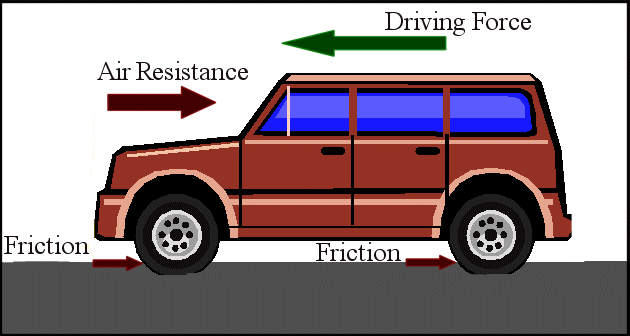 Driving Force
Air Resistance
Friction
Friction